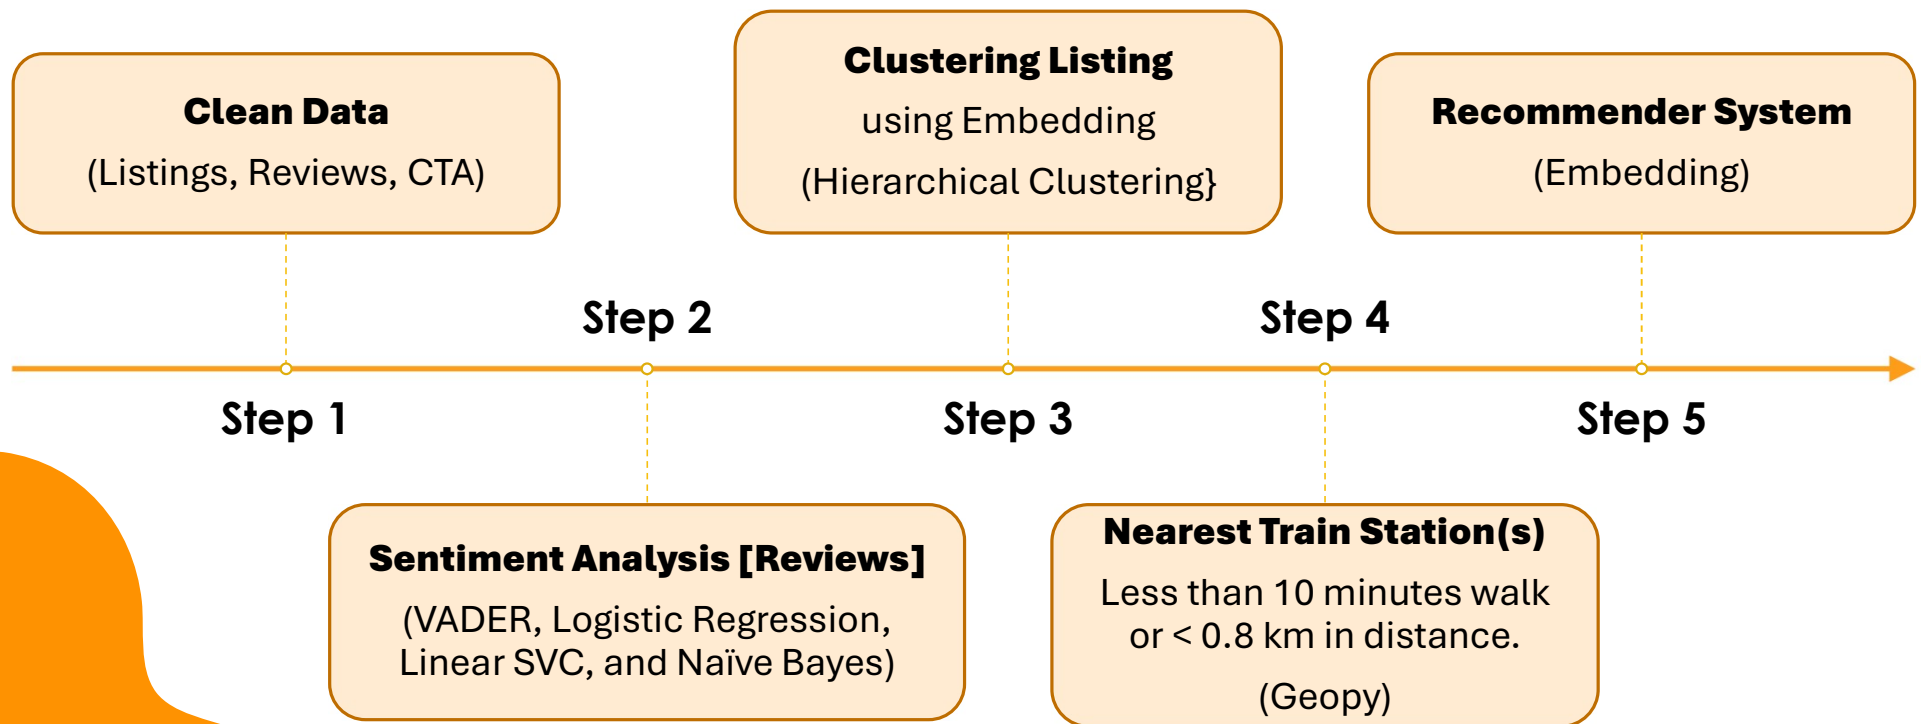 Clean Data
(Listings, Reviews, CTA)
Step 1
Step 2
Sentiment Analysis [Reviews]
(VADER, Logistic Regression,
Linear SVC, and Naïve Bayes)
Clustering Listing
using Embedding
(Hierarchical Clustering}
Step 3
Step 4
Nearest Train Station(s)
Less than 10 minutes walk
or < 0.8 km in distance.
(Geopy)
Recommender System
(Embedding)
Step 5